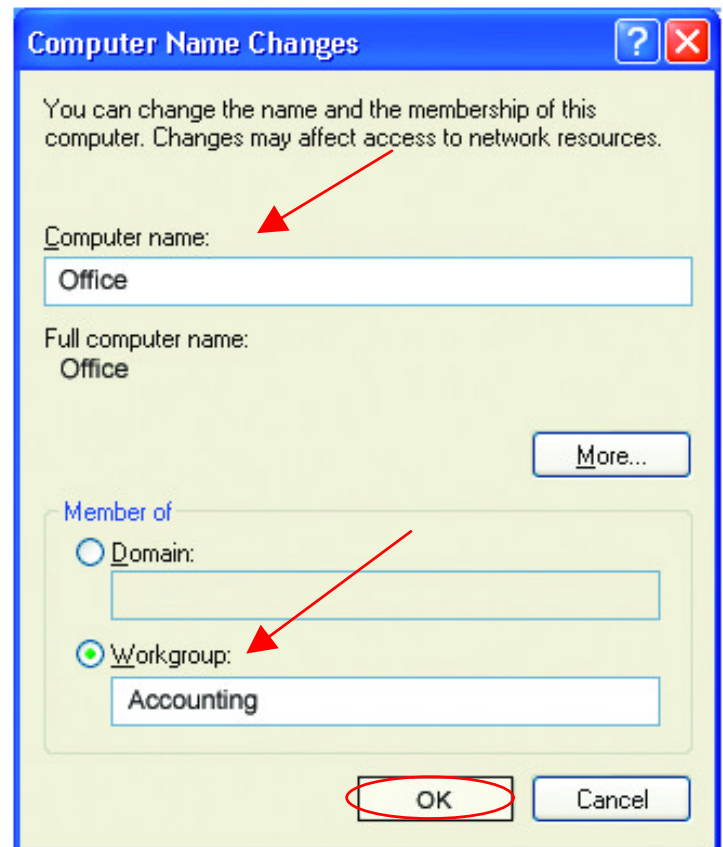 Computer Name Changes
?
You can change the name and the membership of this
computer. Changes may affect access to network resources.
Computer name:
Office
Full computer name:
Office
More...
Member of
Domain:
Workgroup:
Accounting
OK Cancel